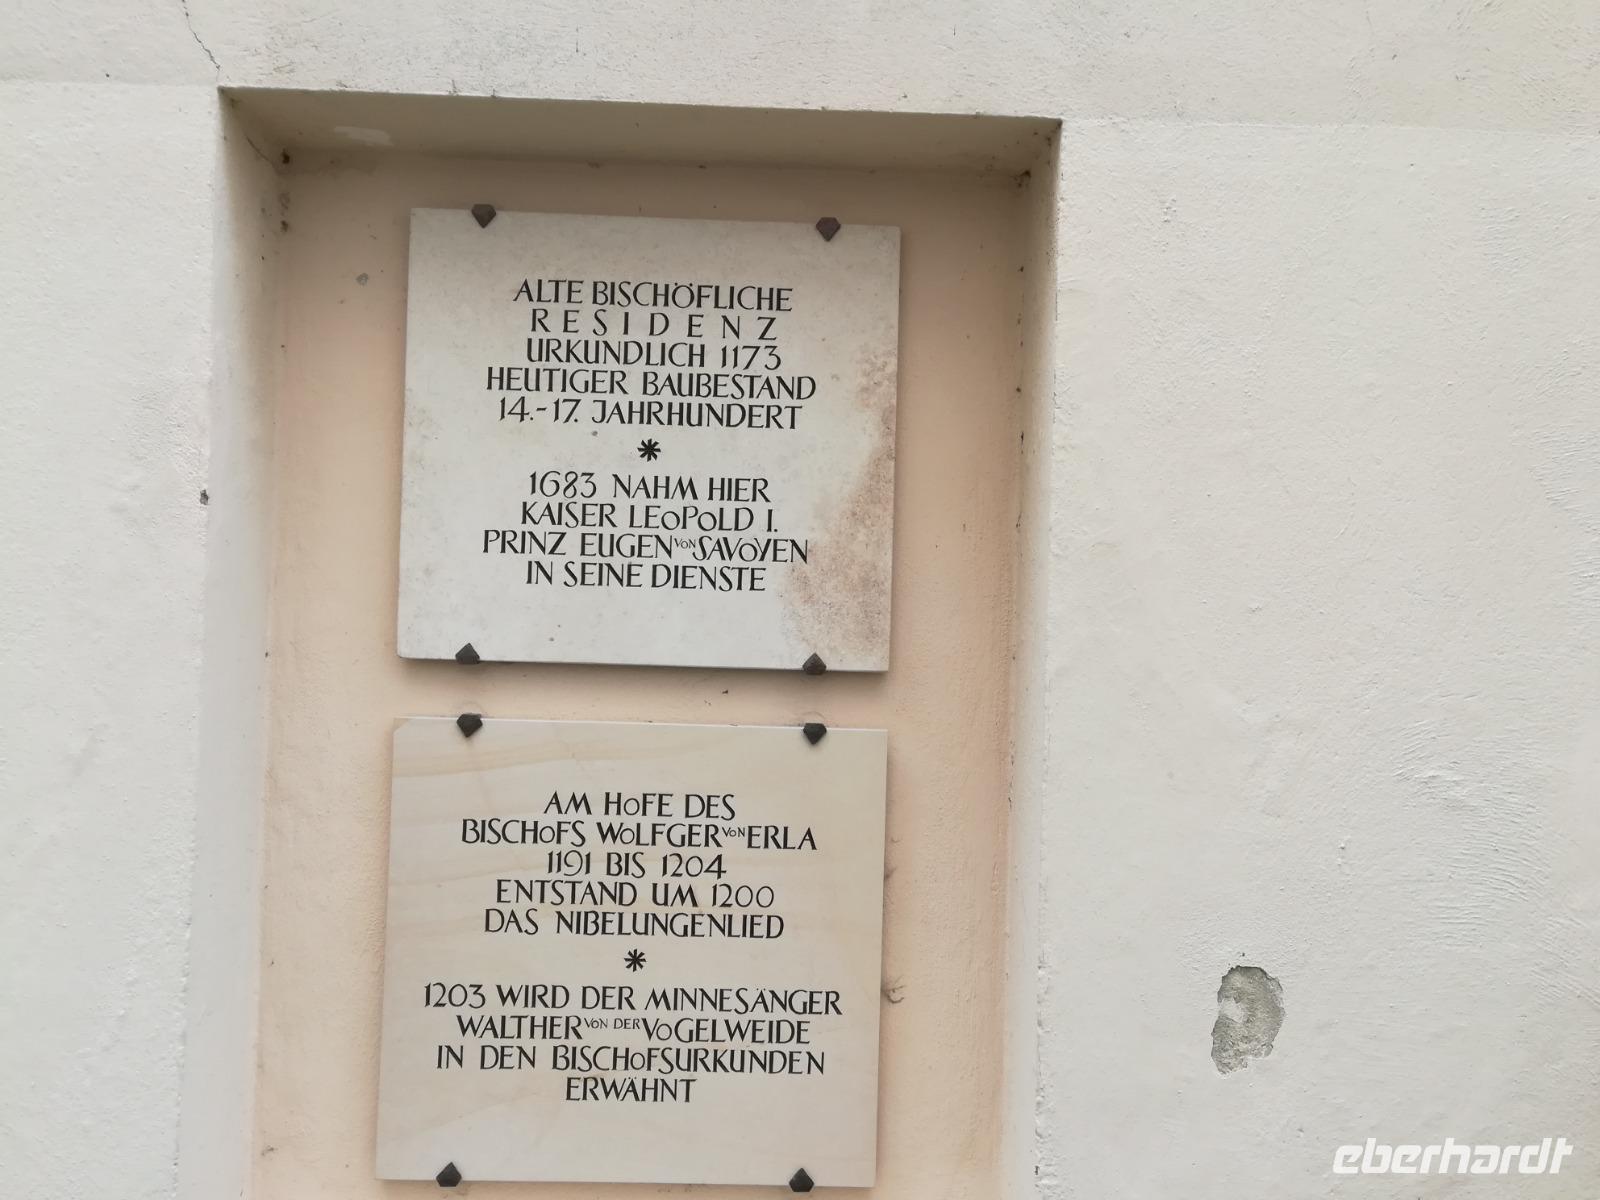 ALTE BISCHÖFLICHE
RESIDENZ
URKUNDLICH 1173
HEUTIGER BAUBESTAND
14.-17. JAHRHUNDERT
*
1683 NAHM HIER
KAISER LEOPOLD I.
PRINZ EUGEN VON SAVOYEN
IN SEINE DIENSTE
AM HOFE DES
BISCHOFS WOLFGER VON ERLA
1191 BIS 1204
ENTSTAND UM 1200
DAS NIBELUNGENLIED
*
1203 WIRD DER MINNESÄNGER
WALTHER VON DER VOGELWEIDE
IN DEN BISCHOFSURKUNDEN
ERWÄHNT
eberhardt